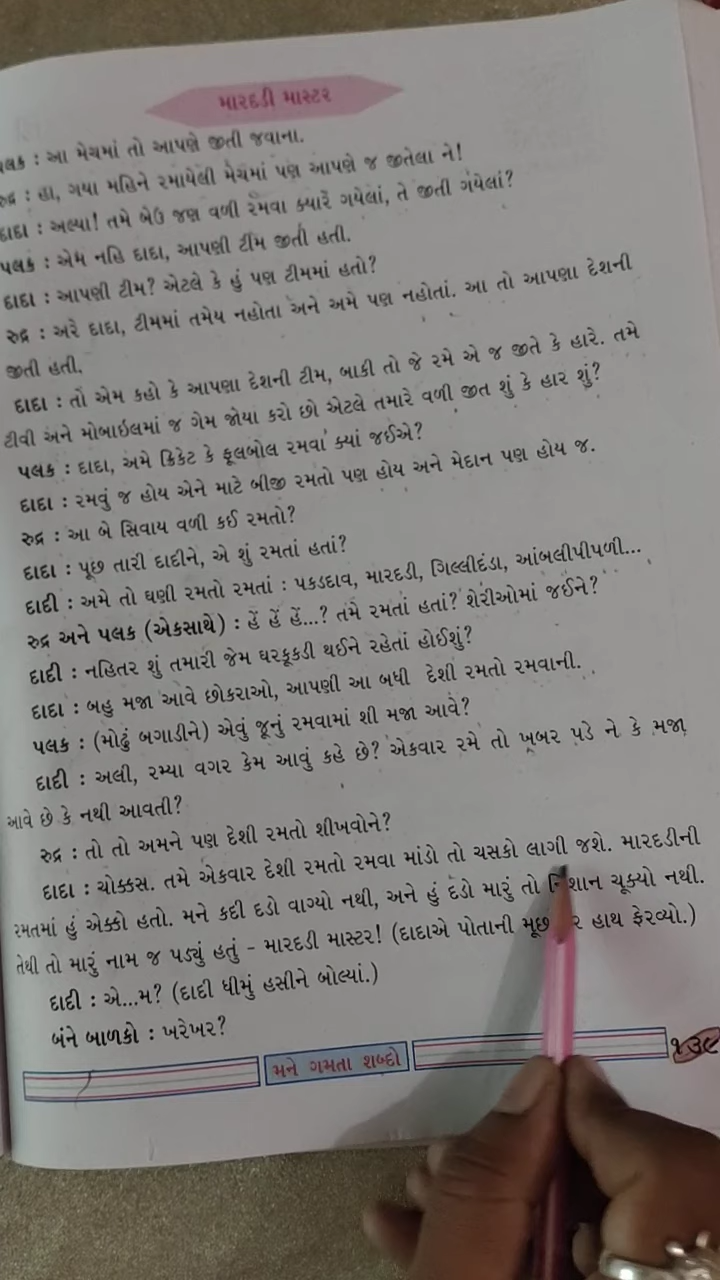 મારદડી માસ્ટર
પલક : આ મેચમાં તો આપણે જીતી જવાના.
રુદ્ર : હા, ગયા મહિને રમાયેલી મેચમાં પણ આપણે જ જીતેલા ને!
દાદા : અલ્યા! તમે બેઉ જણ વળી રમવા ક્યારે ગયેલાં, તે જીતી ગયેલાં?
પલક : એમ નહિ દાદા, આપણી ટીમ જીતી હતી.
દાદા : આપણી ટીમ? એટલે કે હું પણ ટીમમાં હતો?
રુદ્ર : અરે દાદા, ટીમમાં તમેય નહોતા અને અમે પણ નહોતાં. આ તો આપણા દેશની
જીતી હતી.
દાદા : તો એમ કહો કે આપણા દેશની ટીમ, બાકી તો જે રમે એ જ જીતે કે હારે. તમે
ટીવી અને મોબાઇલમાં જ ગેમ જોયા કરો છો એટલે તમારે વળી જીત શું કે હાર શું?
પલક : દાદા, અમે ક્રિકેટ કે ફૂલબોલ રમવા ક્યાં જઈએ?
દાદા : રમવું જ હોય એને માટે બીજી રમતો પણ હોય અને મેદાન પણ હોય જ.
રુદ્ર : આ બે સિવાય વળી કઈ રમતો?
દાદા : પૂછ તારી દાદીને, એ શું રમતાં હતાં?
દાદી : અમે તો ઘણી રમતો રમતાં : પકડદાવ, મારદડી, ગિલ્લીદંડા, આંબલીપીપળી...
રુદ્ર અને પલક (એકસાથે) : હેં હેં હેં...? તમે રમતાં હતાં? શેરીઓમાં જઈને?
દાદી : નહિતર શું તમારી જેમ ઘરકૂકડી થઈને રહેતાં હોઈશું?
દાદા : બહુ મજા આવે છોકરાઓ, આપણી આ બધી દેશી રમતો રમવાની.
પલક : (મોઢું બગાડીને) એવું જૂનું રમવામાં શી મજા આવે?
દાદી : અલી, રમ્યા વગર કેમ આવું કહે છે? એકવાર રમે તો ખબર પડે ને કે મજા
આવે છે કે નથી આવતી?
રુદ્ર : તો તો અમને પણ દેશી રમતો શીખવોને?
દાદા : ચોક્કસ. તમે એકવાર દેશી રમતો રમવા માંડો તો ચસકો લાગી જશે. મારદડીની
રમતમાં હું એક્કો હતો. મને કદી દડો વાગ્યો નથી, અને હું દડો મારું તો નિશાન ચૂક્યો નથી.
તેથી તો મારું નામ જ પડ્યું હતું - મારદડી માસ્ટર! (દાદાએ પોતાની મૂછ હાથ ફેરવ્યો.)
દાદી : એ...મ? (દાદી ધીમું હસીને બોલ્યાં.)
બંને બાળકો : ખરેખર?
મને ગમતા શબ્દો
૧૩૯